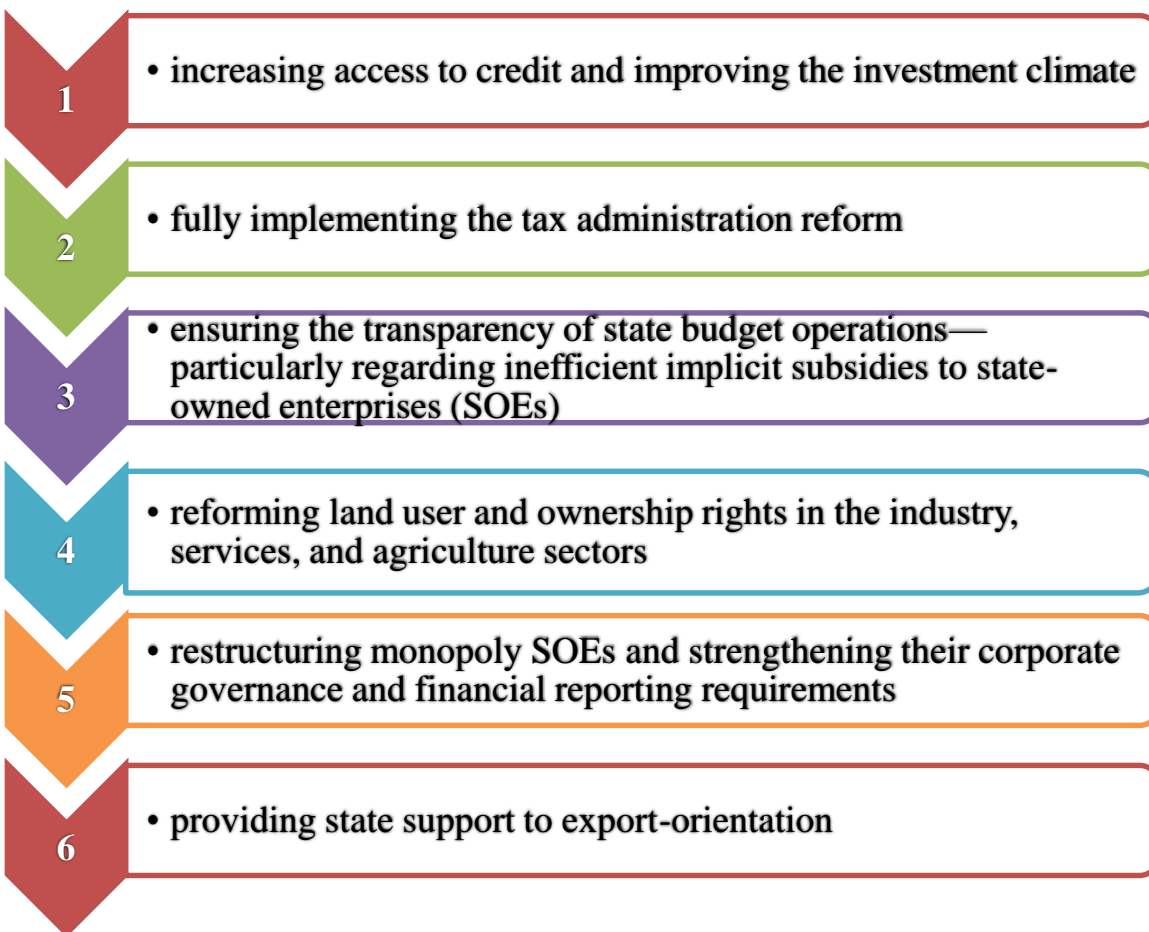 1
• increasing access to credit and improving the investment climate
2
• fully implementing the tax administration reform
3
• ensuring the transparency of state budget operations—
particularly regarding inefficient implicit subsidies to state-
owned enterprises (SOEs)
4
• reforming land user and ownership rights in the industry,
services, and agriculture sectors
5
• restructuring monopoly SOEs and strengthening their corporate
governance and financial reporting requirements
6
• providing state support to export-orientation